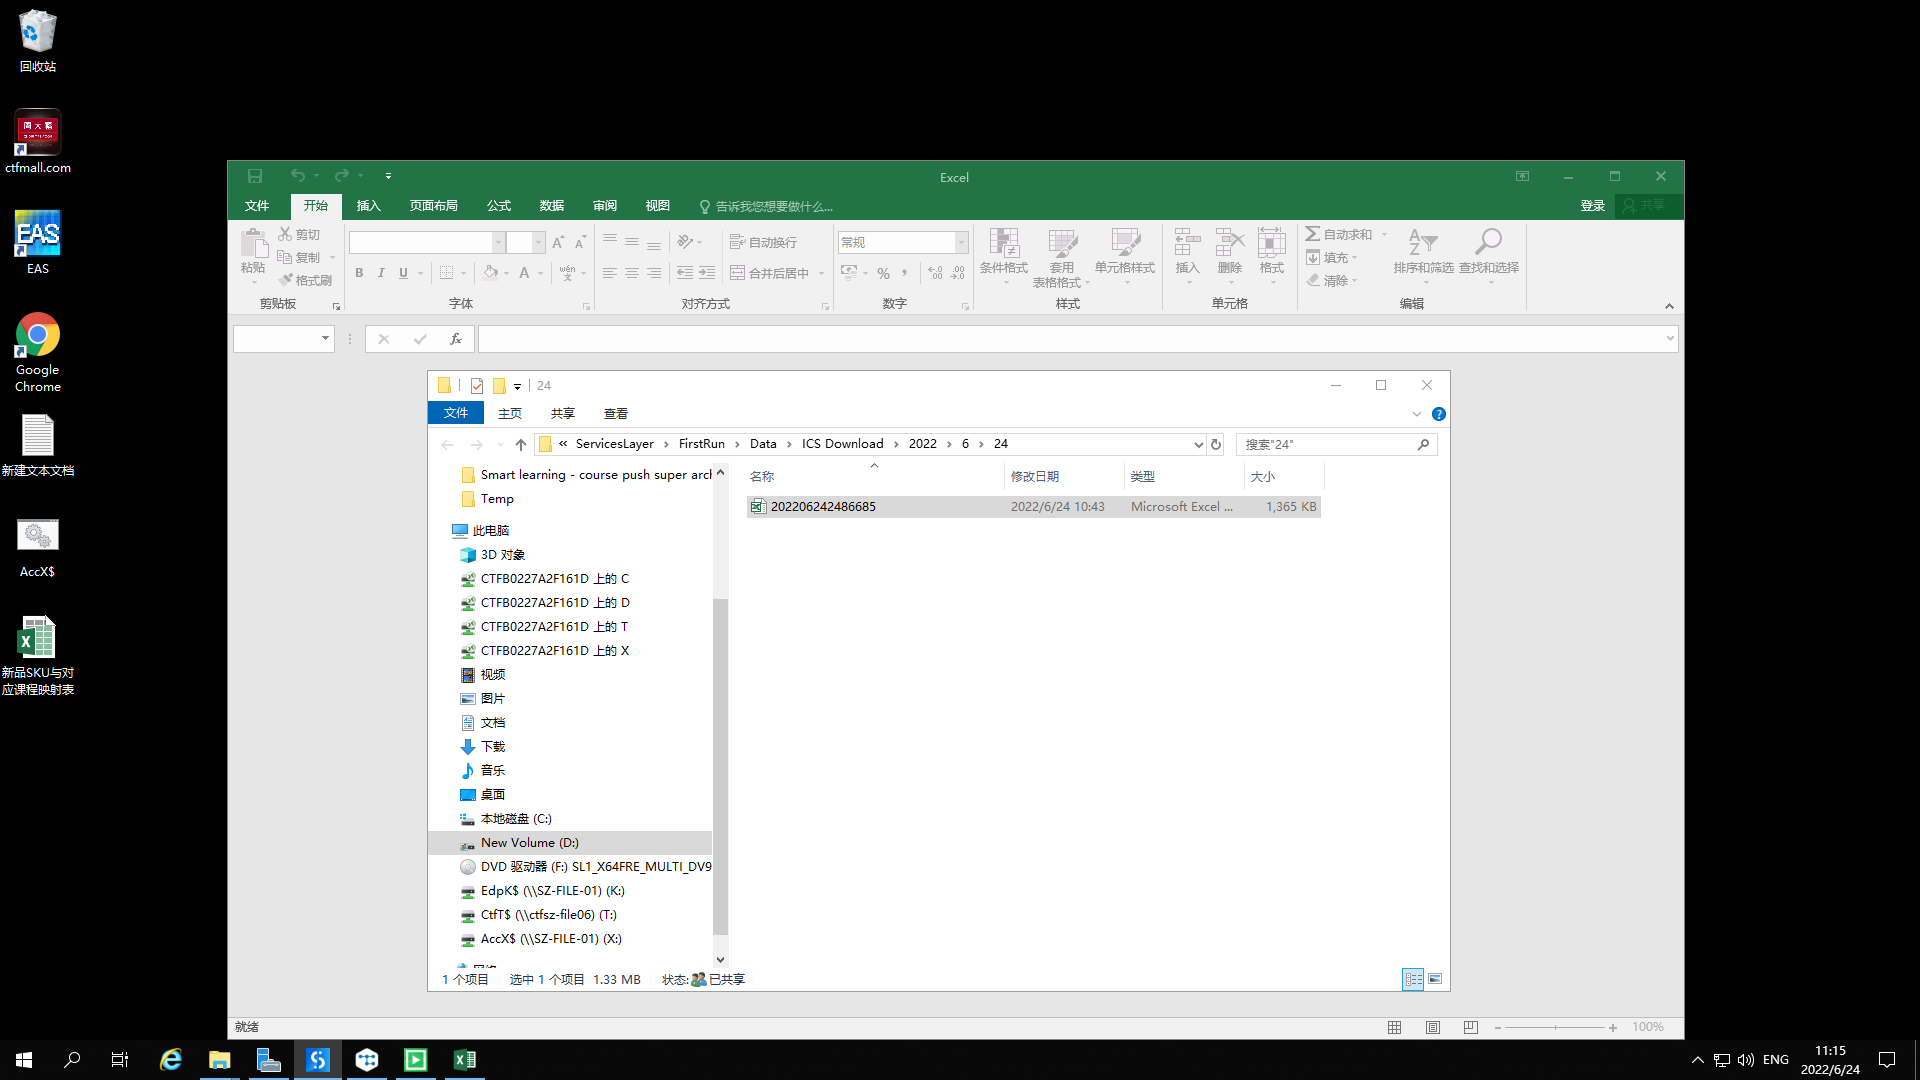 回收站
周大福
ctfmall.com
EAS
EAS
Google
Chrome
新建文本文档
AccX$
新品SKU与对
应课程映射表
Excel
文件 开始 插入 页面布局 公式 数据 审阅 视图 告诉我您想要做什么... 登录 共享
粘贴 剪切 复制 格式刷 剪贴板
B I U A wén 字体
自动换行 合并后居中 对齐方式
常规 % 数字
条件格式 套用
表格格式 单元格样式 样式
插入 删除 格式 单元格
自动求和 填充 清除 排序和筛选 查找和选择 编辑
fx
24
文件 主页 共享 查看
« ServicesLayer › FirstRun › Data › ICS Download › 2022 › 6 › 24
搜索"24"
名称 修改日期 类型 大小
202206242486685 2022/6/24 10:43 Microsoft Excel ... 1,365 KB
Smart learning - course push super arch
Temp
此电脑
3D 对象
CTFB0227A2F161D 上的 C
CTFB0227A2F161D 上的 D
CTFB0227A2F161D 上的 T
CTFB0227A2F161D 上的 X
视频
图片
文档
下载
音乐
桌面
本地磁盘 (C:)
New Volume (D:)
DVD 驱动器 (F:) SL1_X64FRE_MULTI_DV9
EdpK$ (\\SZ-FILE-01) (K:)
CtfT$ (\\ctfsz-file06) (T:)
AccX$ (\\SZ-FILE-01) (X:)
网络
1 个项目 选中 1 个项目 1.33 MB 状态: 已共享
就绪
100%
ENG
11:15
2022/6/24